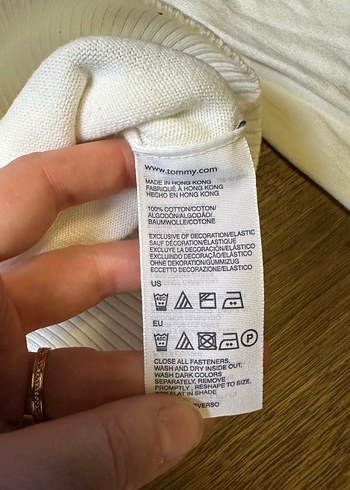 www.tommy.com
MADE IN HONG KONG
FABRIQUÉ À HONG KONG
HECHO EN HONG KONG
100% COTTON/COTON/
ALGODÓN/ALGODÃO/
BAUMWOLLE/COTONE
EXCLUSIVE OF DECORATION/ELASTIC
SAUF DÉCORATION/ÉLASTIQUE
EXCLUYE LA DECORACIÓN/ELÁSTICO
EXCLUINDO DECORAÇÃO/ELÁSTICO
OHNE DEKORATION/GUMMIZUG
ECCETTO DECORAZIONE/ELASTICO
US
EU
P
CLOSE ALL FASTENERS,
WASH AND DRY INSIDE OUT.
WASH DARK COLORS
SEPARATELY, REMOVE
PROMPTLY , RESHAPE TO SIZE.
FLAT IN SHADE